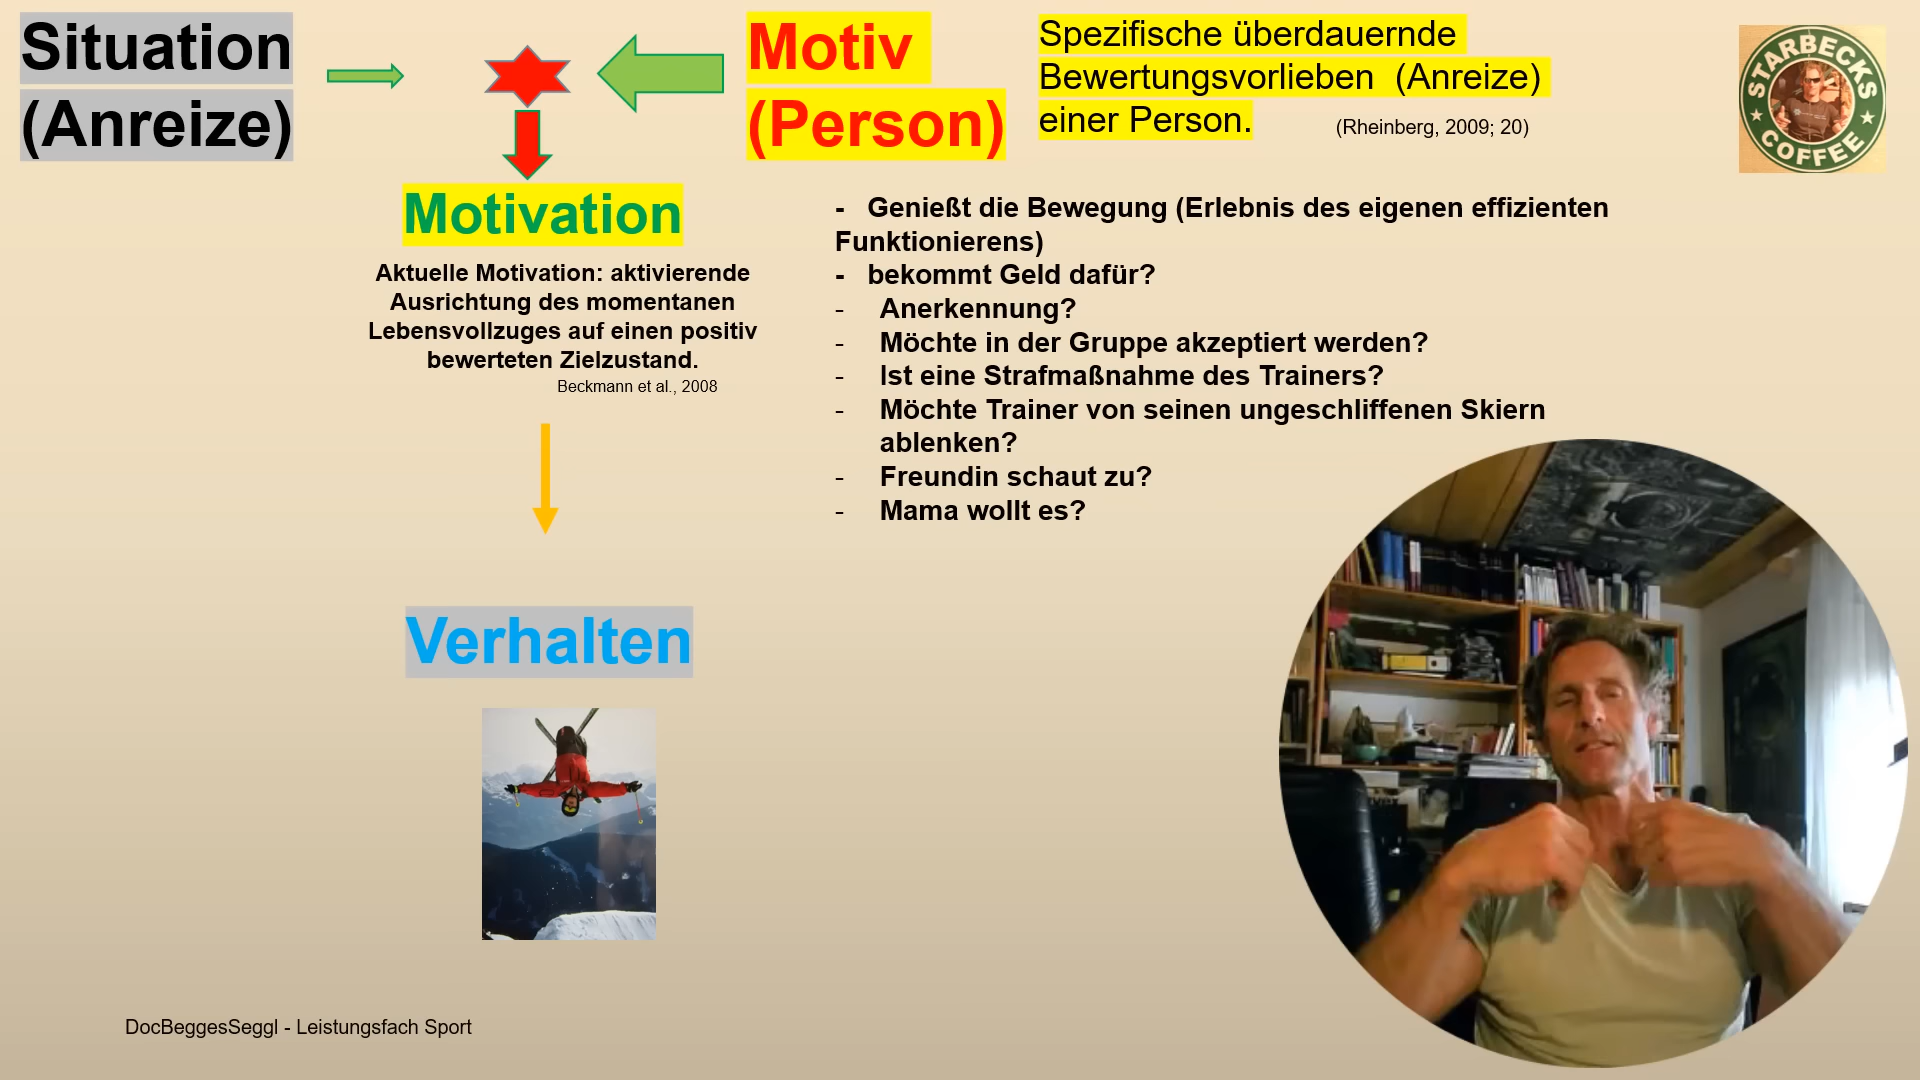 Situation
(Anreize)
Motiv
(Person)
Spezifische überdauernde
Bewertungsvorlieben (Anreize)
einer Person.
(Rheinberg, 2009; 20)
STARBECKS
COFFEE
Motivation
Aktuelle Motivation: aktivierende
Ausrichtung des momentanen
Lebensvollzuges auf einen positiv
bewerteten Zielzustand.
Beckmann et al., 2008
- Genießt die Bewegung (Erlebnis des eigenen effizienten
Funktionierens)
- bekommt Geld dafür?
- Anerkennung?
- Möchte in der Gruppe akzeptiert werden?
- Ist eine Strafmaßnahme des Trainers?
- Möchte Trainer von seinen ungeschliffenen Skiern
ablenken?
- Freundin schaut zu?
- Mama wollt es?
Verhalten
DocBeggesSeggl - Leistungsfach Sport